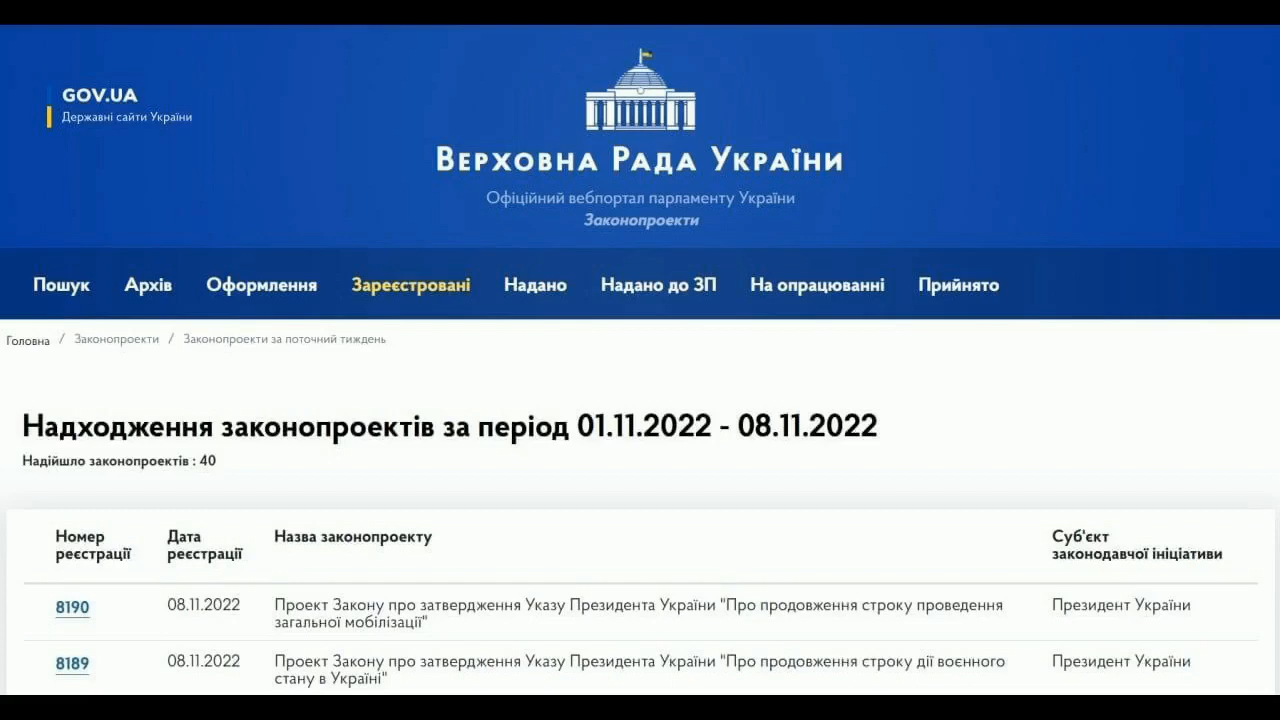 GOV.UA
Державні сайти України
Верховна Рада України
Офіційний вебпортал парламенту України
Законопроекти
Пошук Архів Оформлення Зареєстровані Надано Надано до ЗП На опрацюванні Прийнято
Головна / Законопроекти / Законопроекти за поточний тиждень
Надходження законопроектів за період 01.11.2022 - 08.11.2022
Надійшло законопроектів : 40
Номер реєстрації Дата реєстрації Назва законопроекту Суб'єкт законодавчої ініціативи
8190 08.11.2022 Проект Закону про затвердження Указу Президента України "Про продовження строку проведення Президент України
загальної мобілізації"
8189 08.11.2022 Проект Закону про затвердження Указу Президента України "Про продовження строку дії воєнного Президент України
стану в Україні"